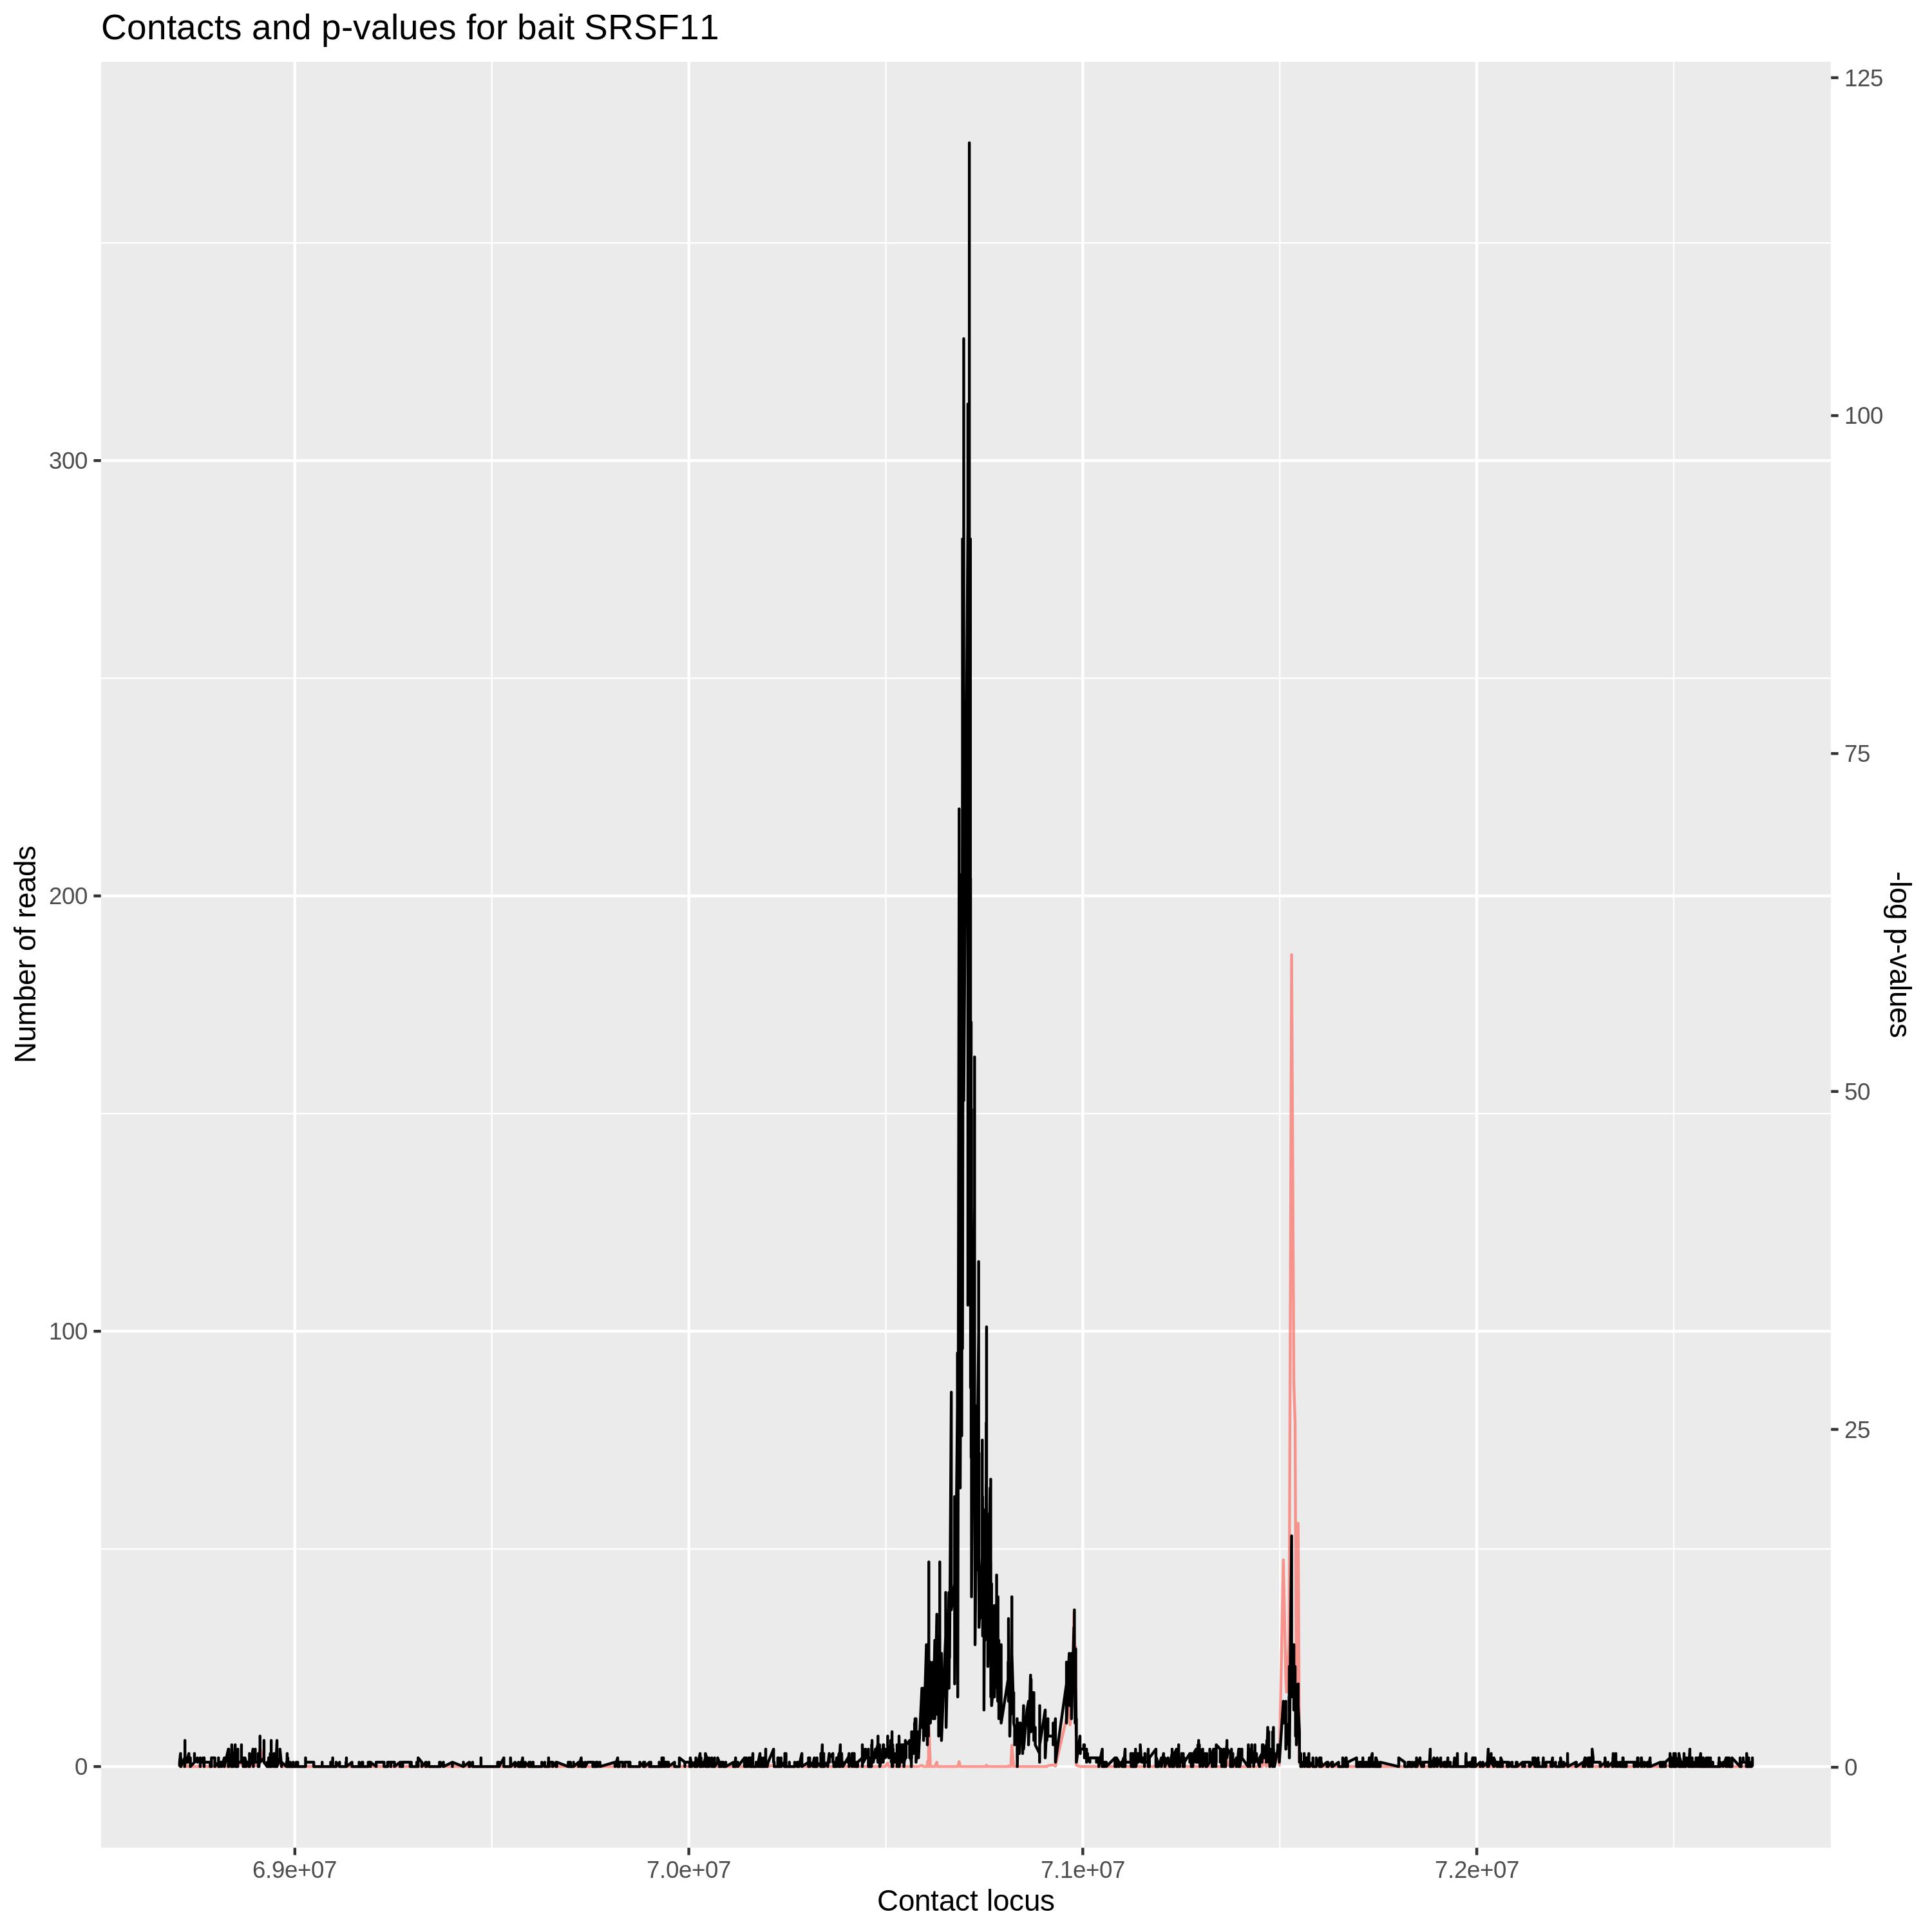 Contacts and p-values for bait SRSF11
125
100
75
50
25
0
-log p-values
300
200
100
0
Number of reads
6.9e+07
7.0e+07
7.1e+07
7.2e+07
Contact locus